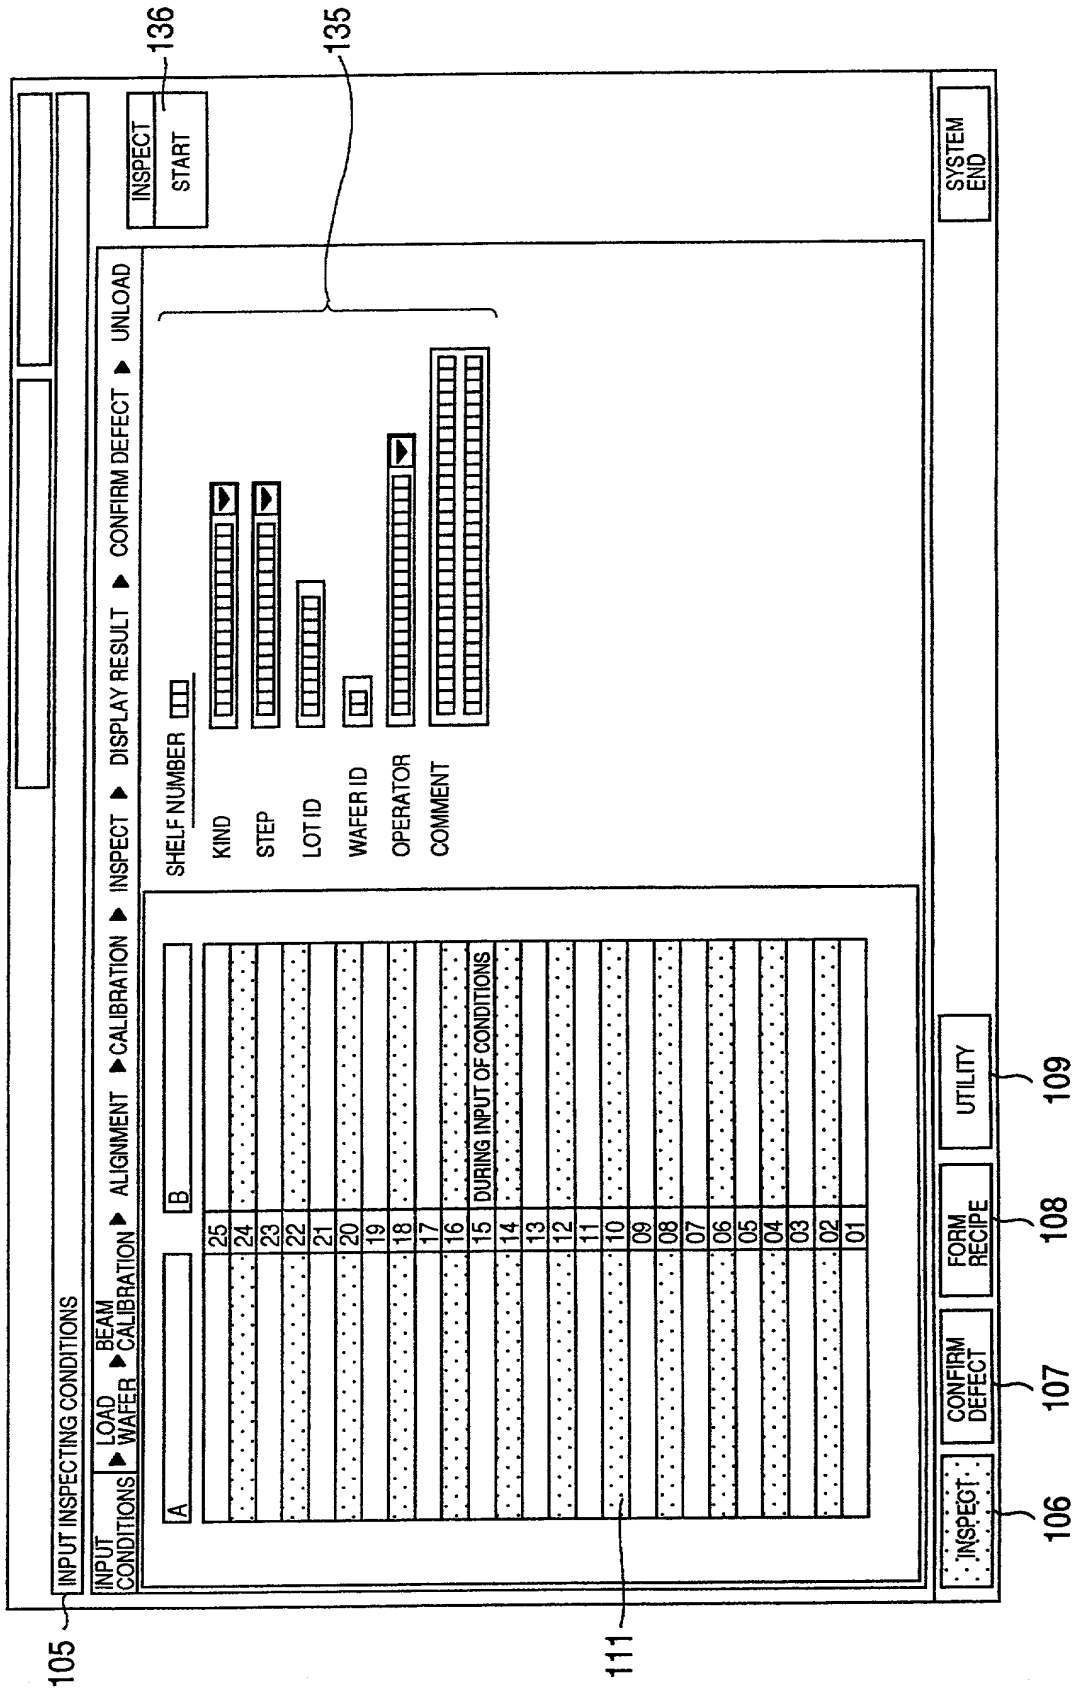 105
INPUT INSPECTING CONDITIONS
INPUT CONDITIONS ▶ LOAD WAFER ▶ BEAM CALIBRATION ▶ ALIGNMENT ▶ CALIBRATION ▶ INSPECT ▶ DISPLAY RESULT ▶ CONFIRM DEFECT ▶ UNLOAD
INSPECT
START
136
135
A
B
25
24
23
22
21
20
19
18
17
16
15 DURING INPUT OF CONDITIONS
14
13
12
11
10
09
08
07
06
05
04
03
02
01
111
SHELF NUMBER
KIND
STEP
LOT ID
WAFER ID
OPERATOR
COMMENT
INSPECT
CONFIRM
DEFECT
FORM
RECIPE
UTILITY
SYSTEM
END
106
107
108
109